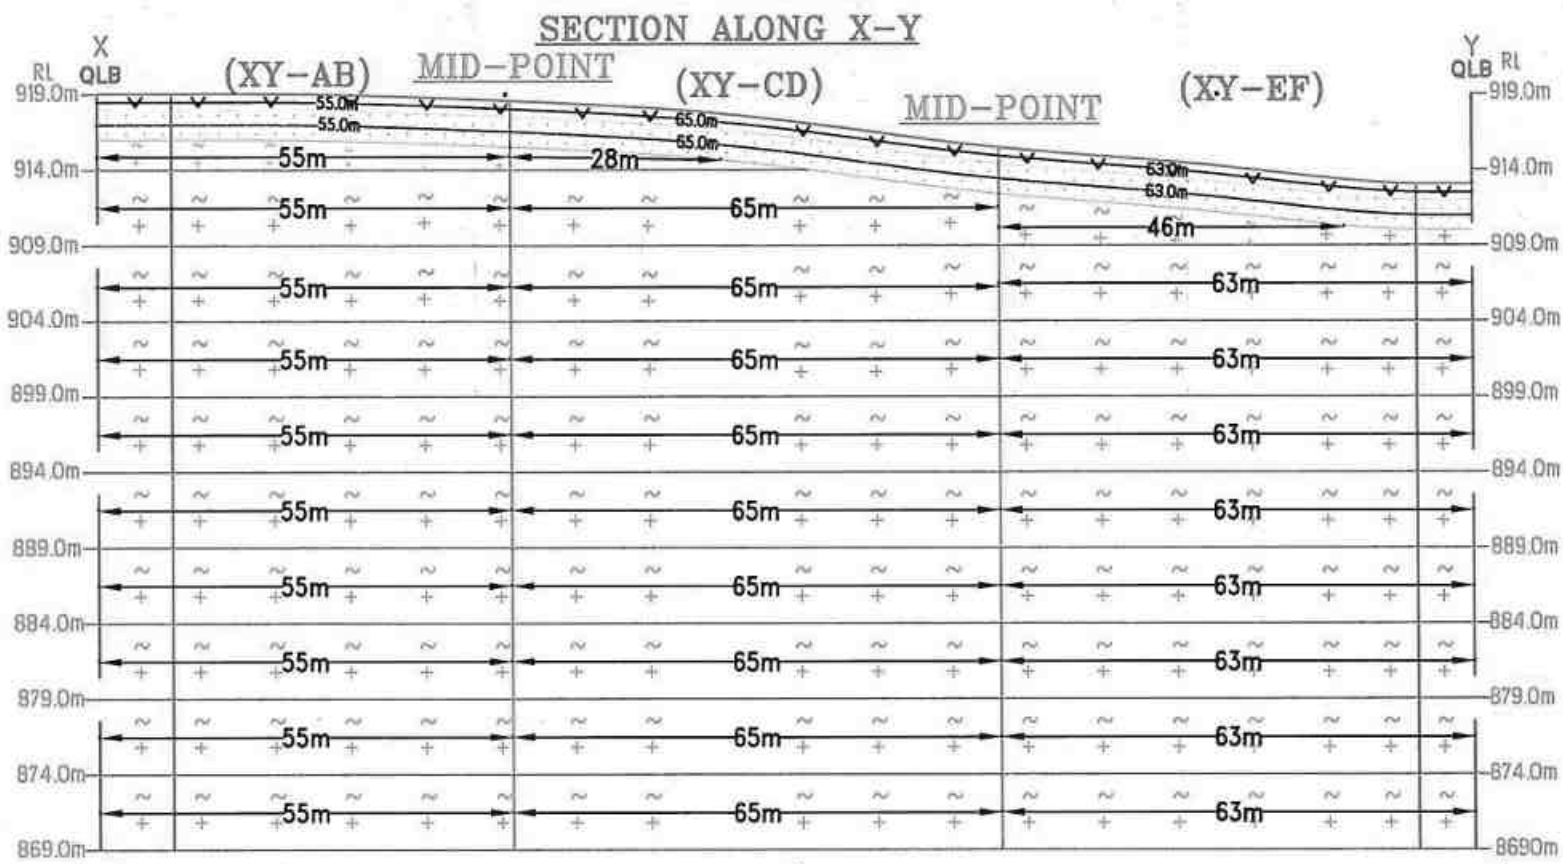 SECTION ALONG X-Y
X Y
RL QLB (XY-AB) MID-POINT (XY-CD) MID-POINT (XY-EF) QLB RL
919.0m 55.0m 65.0m 919.0m
55.0m 65.0m 63.0m
914.0m 55m 28m 63.0m 914.0m
55m 65m 46m
909.0m 909.0m
55m 65m 63m
904.0m 904.0m
55m 65m 63m
899.0m 899.0m
55m 65m 63m
894.0m 894.0m
55m 65m 63m
889.0m 889.0m
55m 65m 63m
884.0m 884.0m
55m 65m 63m
879.0m 879.0m
55m 65m 63m
874.0m 874.0m
55m 65m 63m
869.0m 8690m